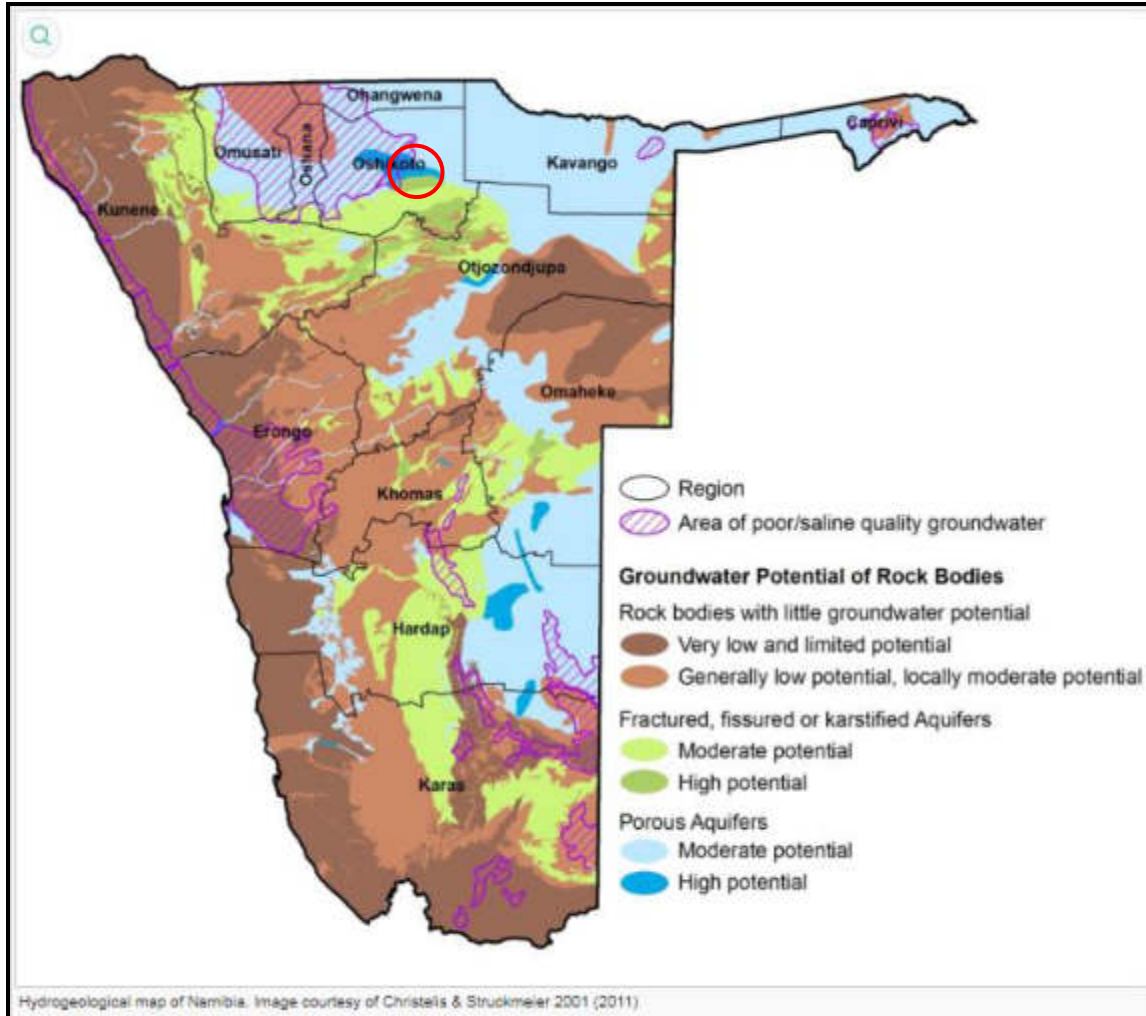 Ohangwena
Caprivi
Omusati
Oshana
Oshikoto
Kavango
Kunene
Otjozondjupa
Omaheke
Erongo
Khomas
Hardap
Karas
Region
Area of poor/saline quality groundwater
Groundwater Potential of Rock Bodies
Rock bodies with little groundwater potential
Very low and limited potential
Generally low potential, locally moderate potential
Fractured, fissured or karstified Aquifers
Moderate potential
High potential
Porous Aquifers
Moderate potential
High potential
Hydrogeological map of Namibia. Image courtesy of Christelis & Struckmeier 2001 (2011)